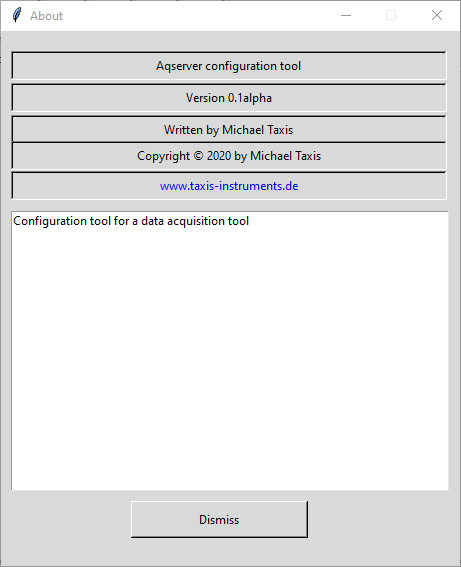 About
Aqserver configuration tool
Version 0.1alpha
Written by Michael Taxis
Copyright © 2020 by Michael Taxis
www.taxis-instruments.de
Configuration tool for a data acquisition tool
Dismiss